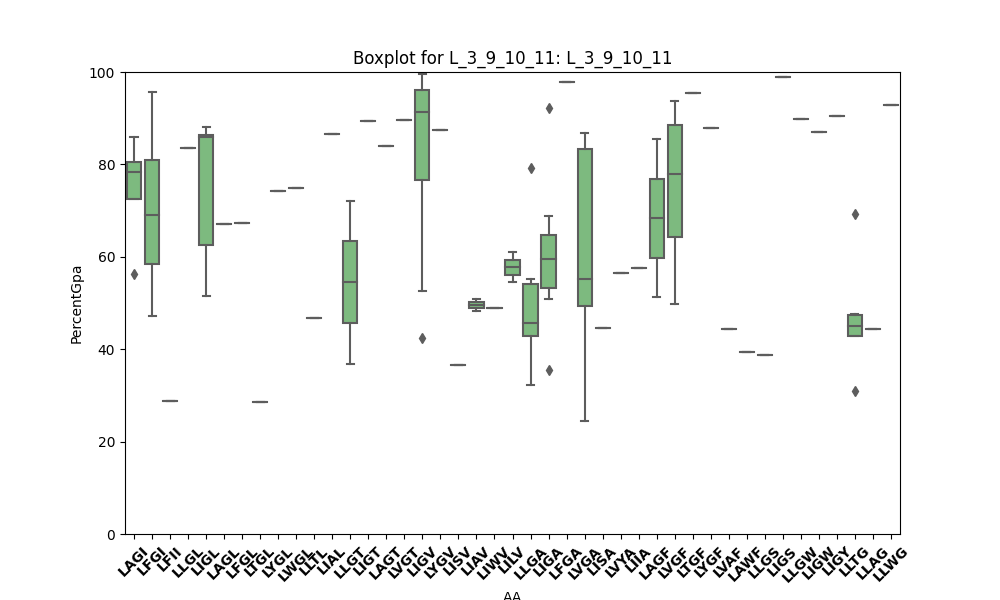 Boxplot for L_3_9_10_11: L_3_9_10_11
100
80
60
40
20
0
PercentGpa
LAGI
LFGI
LFII
LLGL
LIGL
LAGL
LFGL
LTGL
LYGL
LWGL
LLTL
LIAL
LLGT
LIGT
LAGT
LVGT
LIGV
LYGV
LISV
LIAV
LIWV
LILV
LLGA
LIGA
LFGA
LVGA
LISA
LVYA
LIIA
LAGF
LVGF
LTGF
LYGF
LVAF
LAWF
LLGS
LIGS
LLGW
LIGW
LIGY
LLTG
LLAG
LLWG
AA